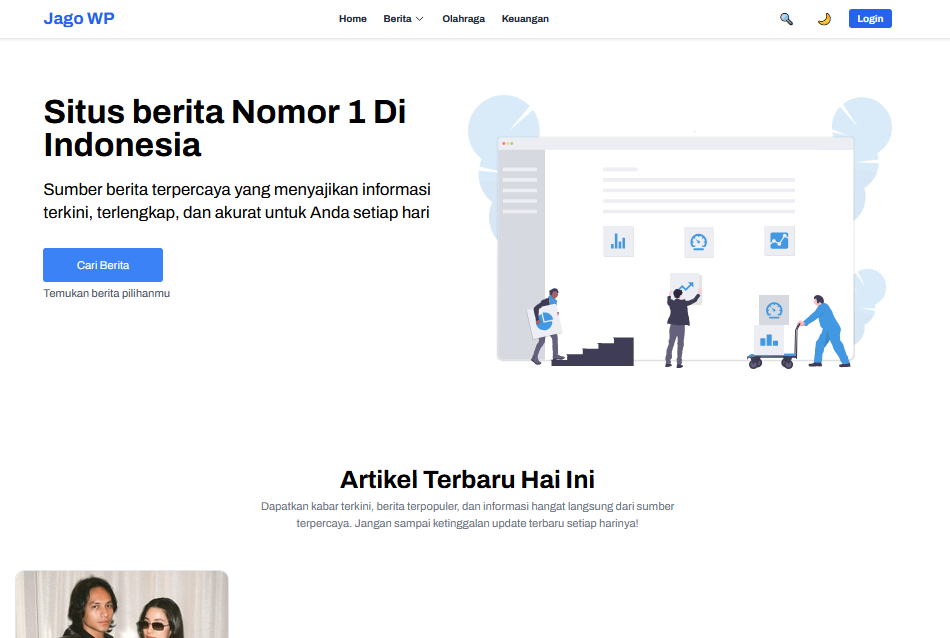 Jago WP
Home Berita Olahraga Keuangan
Login
Situs berita Nomor 1 Di
Indonesia
Sumber berita terpercaya yang menyajikan informasi
terkini, terlengkap, dan akurat untuk Anda setiap hari
Cari Berita
Temukan berita pilihanmu
Artikel Terbaru Hai Ini
Dapatkan kabar terkini, berita terpopuler, dan informasi hangat langsung dari sumber
terpercaya. Jangan sampai ketinggalan update terbaru setiap harinya!